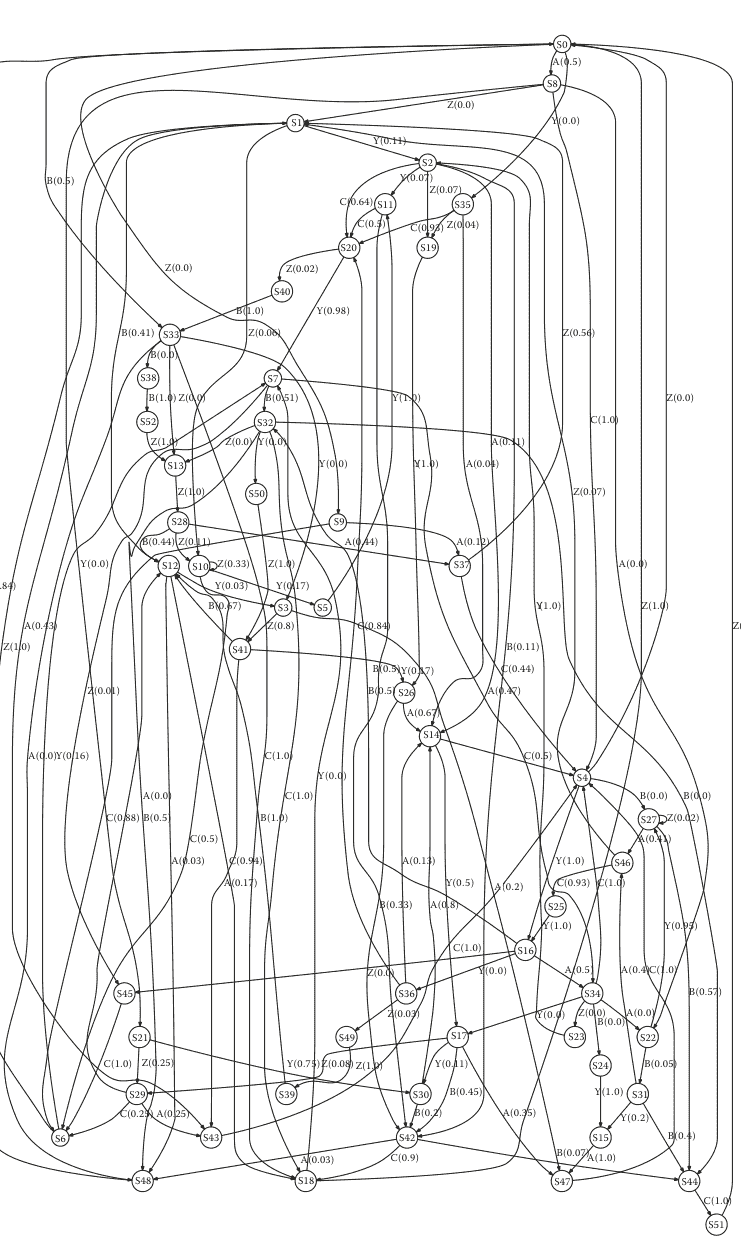 S0
A(0.5)
S8
Z(0.0)
Y(0.0)
S1
Y(0.11)
S2
B(0.5)
Y(0.07)
Z(0.07)
C(0.64)
S11
S35
C(0.5)
C(0.93)
Z(0.04)
S20
S19
Z(0.0)
Z(0.02)
S40
B(1.0)
Y(0.98)
B(0.41)
S33
Z(0.06)
Z(0.56)
B(0.0)
S38
S7
B(1.0)
Z(0.0)
B(0.51)
Y(1.0)
Z(0.0)
S52
S32
C(1.0)
Z(1.0)
Z(0.0)
Y(0.0)
A(0.11)
S13
Y(0.0)
Y(1.0)
A(0.04)
Z(1.0)
S50
Z(0.07)
S28
S9
B(0.44)
Z(0.11)
A(0.44)
A(0.12)
Y(0.0)
S12
S10
Z(0.33)
Z(1.0)
S37
A(0.0)
.84)
Y(0.03)
Y(0.17)
B(0.67)
S3
S5
Y(1.0)
Z(1.0)
A(0.43)
Z(0.8)
C(0.84)
Z(
Z(1.0)
S41
B(0.11)
B(0.5)
Y(0.17)
C(0.44)
Z(0.01)
B(0.5)
S26
A(0.47)
A(0.67)
S14
A(0.0)
Y(0.16)
C(1.0)
C(0.5)
Y(0.0)
S4
A(0.0)
C(1.0)
B(0.0)
B(0.0)
C(0.88)
B(0.5)
B(1.0)
S27
Z(0.02)
C(0.5)
A(0.41)
A(0.03)
C(0.94)
A(0.13)
Y(1.0)
S46
A(0.17)
Y(0.5)
A(0.2)
C(0.93)
C(1.0)
B(0.33)
A(0.8)
S25
Y(1.0)
Y(0.95)
C(1.0)
S16
Z(0.0)
Y(0.0)
A(0.5)
C(1.0)
S45
S36
S34
B(0.57)
Z(0.03)
Y(0.0)
Z(0.0)
B(0.0)
A(0.0)
S21
S49
S17
S23
S22
C(1.0)
Z(0.25)
Y(0.75)
Z(0.08)
Z(1.0)
Y(0.11)
S24
B(0.05)
S29
S39
S30
B(0.45)
Y(1.0)
S31
C(0.25)
A(0.25)
B(0.2)
A(0.35)
Y(0.2)
S6
S43
S42
S15
B(0.4)
A(0.03)
C(0.9)
B(0.07)
A(1.0)
S48
S18
S47
S44
C(1.0)
S51